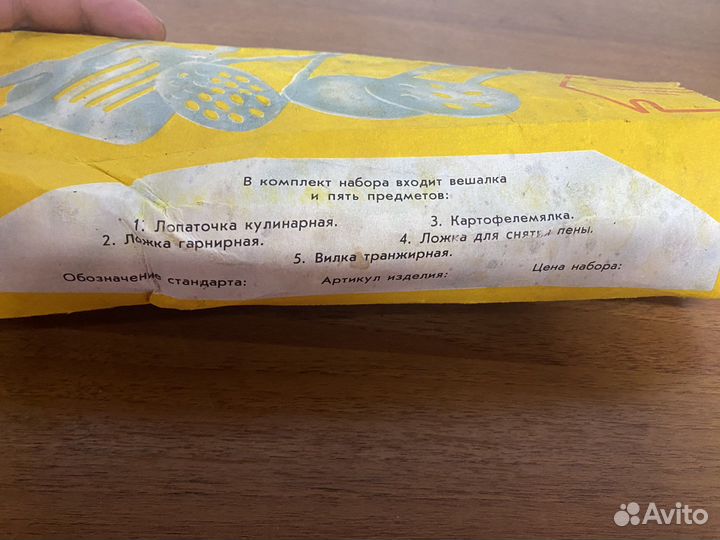 В комплект набора входит вешалка
и пять предметов:
1. Лопаточка кулинарная.
2. Ложка гарнирная.
3. Картофелемялка.
4. Ложка для снятия пены.
5. Вилка транжирная.
Обозначение стандарта: Артикул изделия: Цена набора:
Avito